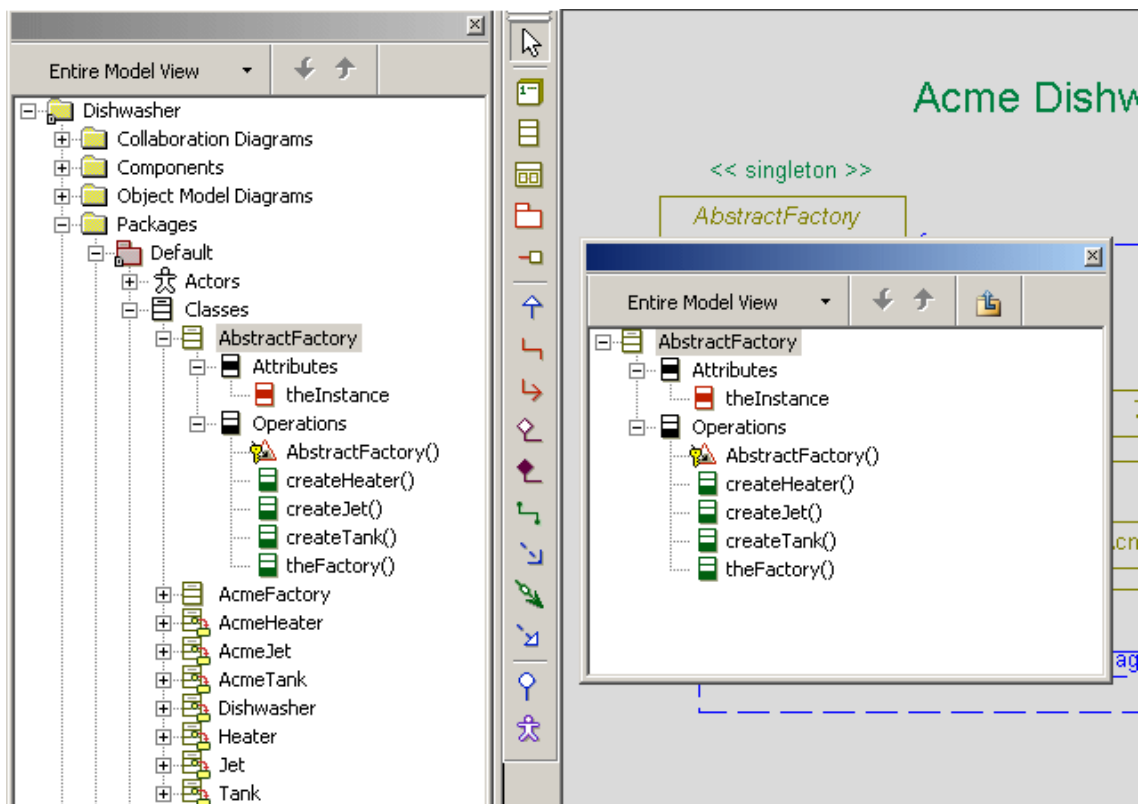 Entire Model View
Dishwasher
Collaboration Diagrams
Components
Object Model Diagrams
Packages
Default
Actors
Classes
AbstractFactory
Attributes
theInstance
Operations
AbstractFactory()
createHeater()
createJet()
createTank()
theFactory()
AcmeFactory
AcmeHeater
AcmeJet
AcmeTank
Dishwasher
Heater
Jet
Tank
Acme Dishw
<< singleton >>
AbstractFactory
Entire Model View
AbstractFactory
Attributes
theInstance
Operations
AbstractFactory()
createHeater()
createJet()
createTank()
theFactory()
ag